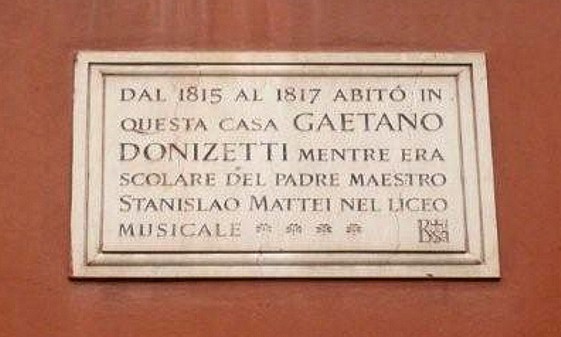 DAL 1815 AL 1817 ABITÓ IN
QUESTA CASA GAETANO
DONIZETTI MENTRE ERA
SCOLARE DEL PADRE MAESTRO
STANISLAO MATTEI NEL LICEO
MUSICALE